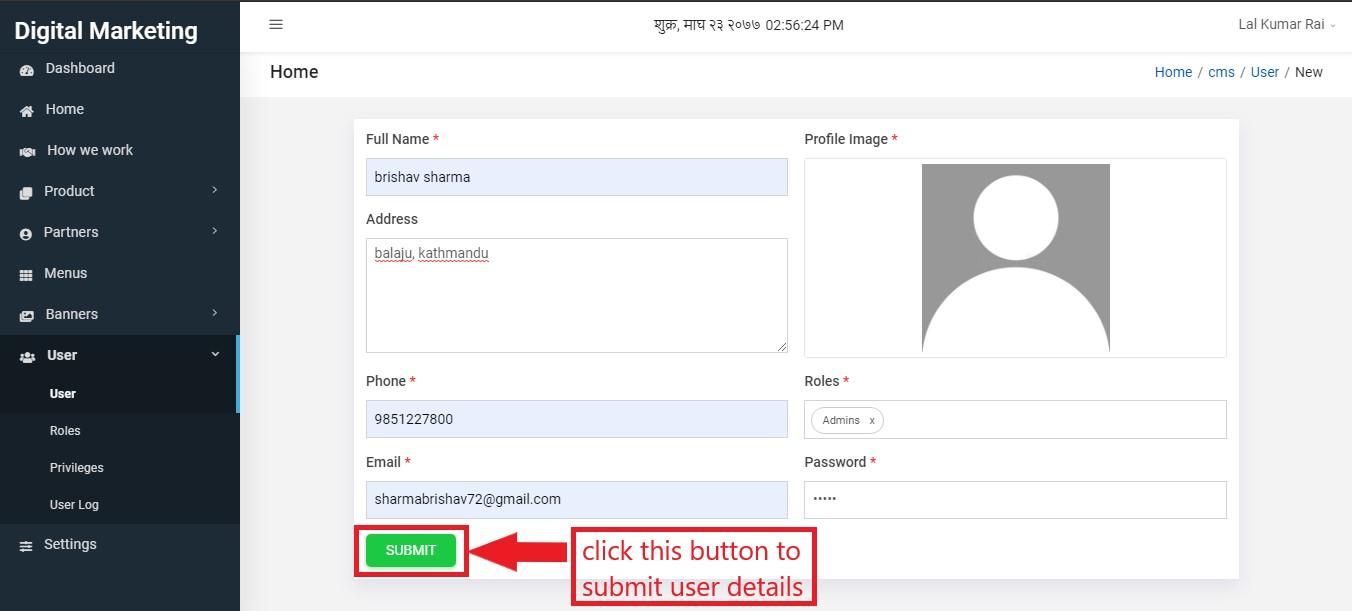 Digital Marketing
Dashboard
Home
How we work
Product
Partners
Menus
Banners
User
User
Roles
Privileges
User Log
Settings
शुक्र, माघ २३ २०७७ 02:56:24 PM
Lal Kumar Rai
Home
Home / cms / User / New
Full Name *
brishav sharma
Address
balaju, kathmandu
Phone *
9851227800
Email *
sharmabrishav72@gmail.com
Profile Image *
Roles *
Admins x
Password *
•••••
SUBMIT
click this button to
submit user details